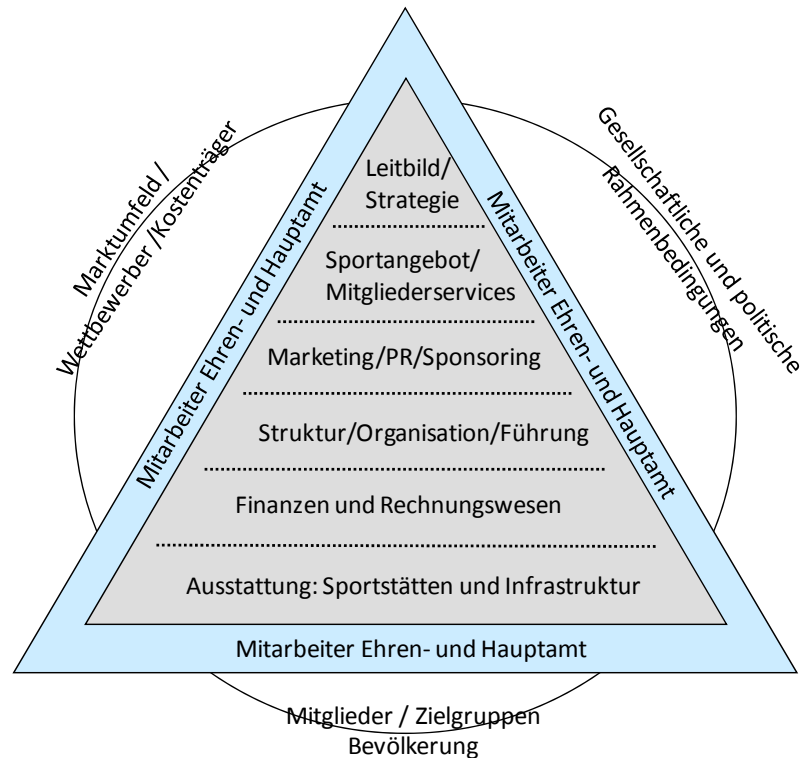 Marktumfeld /
Wettbewerber /Kostenträger
Gesellschaftliche und politische
Rahmenbedingungen
Mitarbeiter Ehren- und Hauptamt
Mitarbeiter Ehren- und Hauptamt
Leitbild/
Strategie
Sportangebot/
Mitgliederservices
Marketing/PR/Sponsoring
Struktur/Organisation/Führung
Finanzen und Rechnungswesen
Ausstattung: Sportstätten und Infrastruktur
Mitarbeiter Ehren- und Hauptamt
Mitglieder / Zielgruppen
Bevölkerung